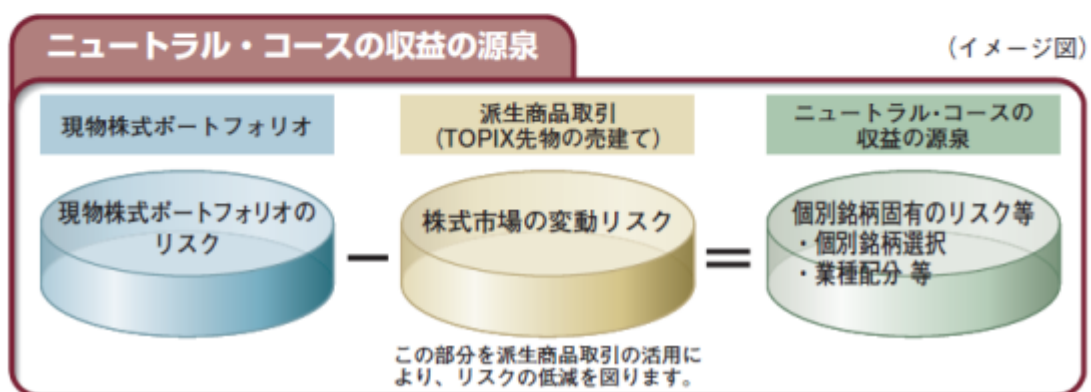 ニュートラル・コースの収益の源泉
(イメージ図)
現物株式ポートフォリオ
派生商品取引
(TOPIX先物の売建て)
ニュートラル・コースの
収益の源泉
現物株式ポートフォリオの
リスク
－
株式市場の変動リスク
＝
個別銘柄固有のリスク等
・個別銘柄選択
・業種配分 等
この部分を派生商品取引の活用に
より、リスクの低減を図ります。